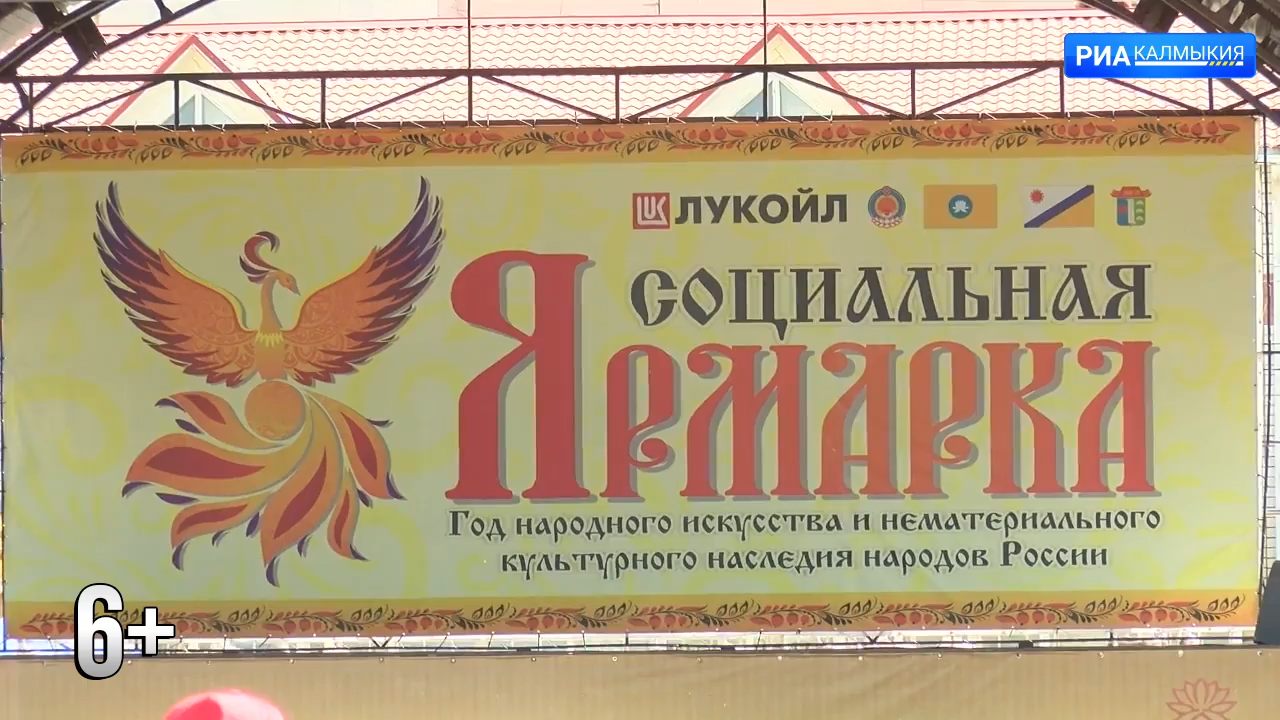 РИА КАЛМЫКИЯ
ЛУКОЙЛ
СОЦИАЛЬНАЯ
ЯРМАРКА
Год народного искусства и нематериального
культурного наследия народов России
6+